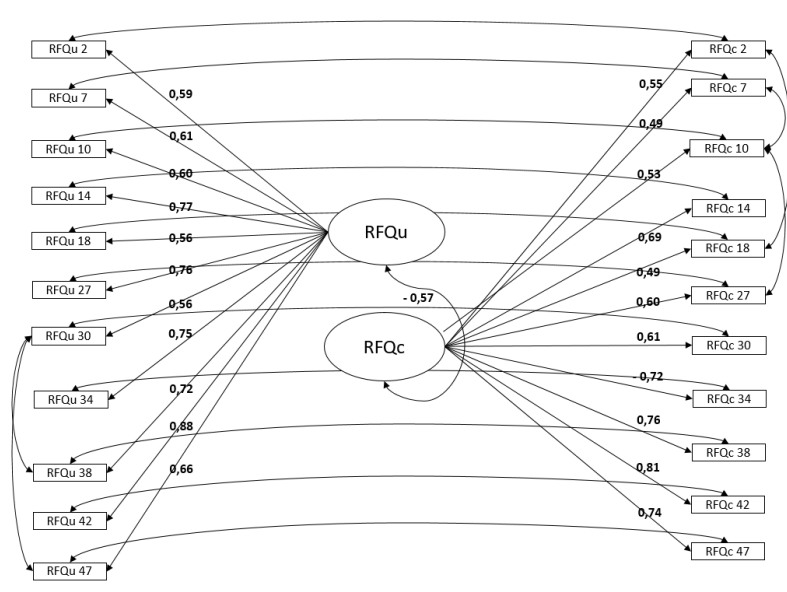 RFQu 2
RFQu 7
RFQu 10
RFQu 14
RFQu 18
RFQu 27
RFQu 30
RFQu 34
RFQu 38
RFQu 42
RFQu 47
0,59
0,61
0,60
0,77
0,56
0,76
0,56
0,75
0,72
0,88
0,66
RFQu
- 0,57
RFQc
0,55
0,49
0,53
0,69
0,49
0,60
0,61
- 0,72
0,76
0,81
0,74
RFQc 2
RFQc 7
RFQc 10
RFQc 14
RFQc 18
RFQc 27
RFQc 30
RFQc 34
RFQc 38
RFQc 42
RFQc 47